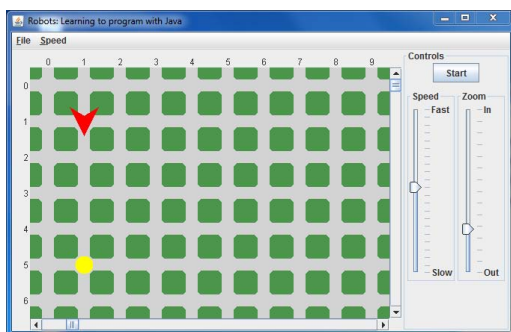 Robots: Learning to program with Java
File Speed
0 1 2 3 4 5 6 7 8 9
0
1
2
3
4
5
6
Controls
Start
Speed Zoom
Fast In
Slow Out